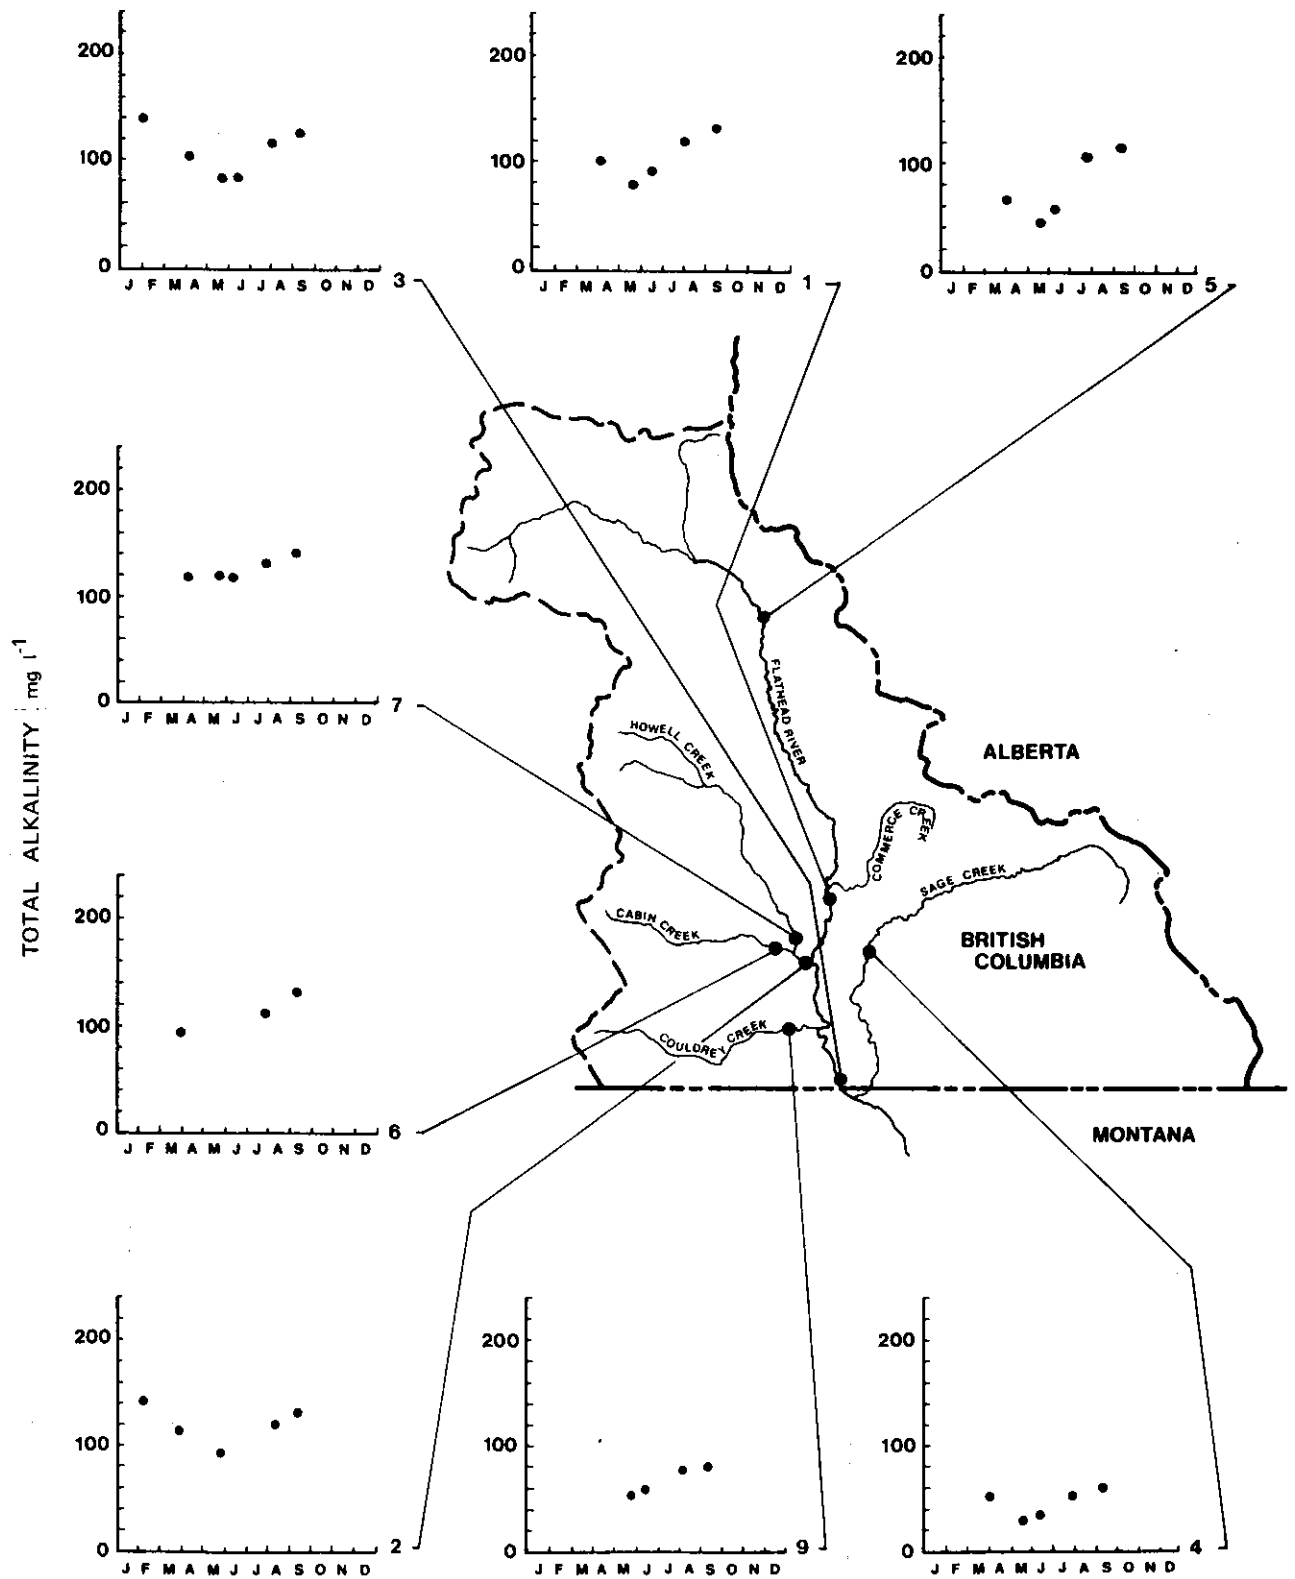 200
100
0
J F M A M J J A S O N D
3
200
100
0
J F M A M J J A S O N D
1
200
100
0
J F M A M J J A S O N D
5
200
100
0
J F M A M J J A S O N D
7
TOTAL ALKALINITY mg l⁻¹
FLATHEAD RIVER
HOWELL CREEK
ALBERTA
COMMERCE CREEK
SAGE CREEK
CABIN CREEK
BRITISH
COLUMBIA
COULDREY CREEK
MONTANA
200
100
0
J F M A M J J A S O N D
6
200
100
0
J F M A M J J A S O N D
2
200
100
0
J F M A M J J A S O N D
9
200
100
0
J F M A M J J A S O N D
4